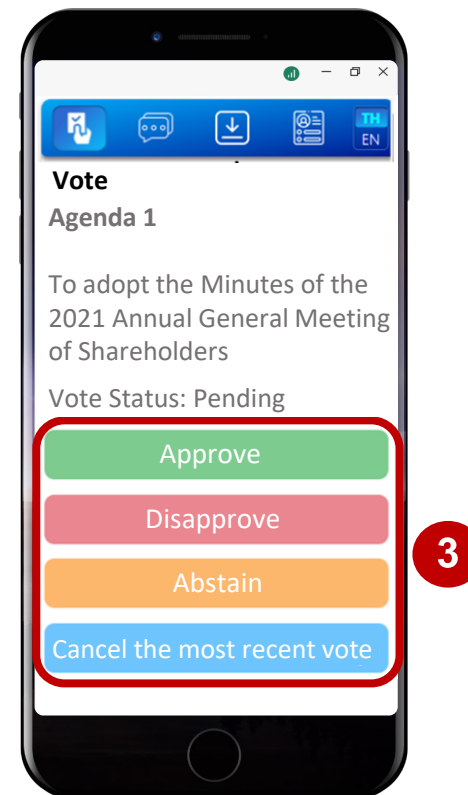 TH
EN
Vote
Agenda 1
To adopt the Minutes of the
2021 Annual General Meeting
of Shareholders
Vote Status: Pending
Approve
Disapprove
Abstain
Cancel the most recent vote
3